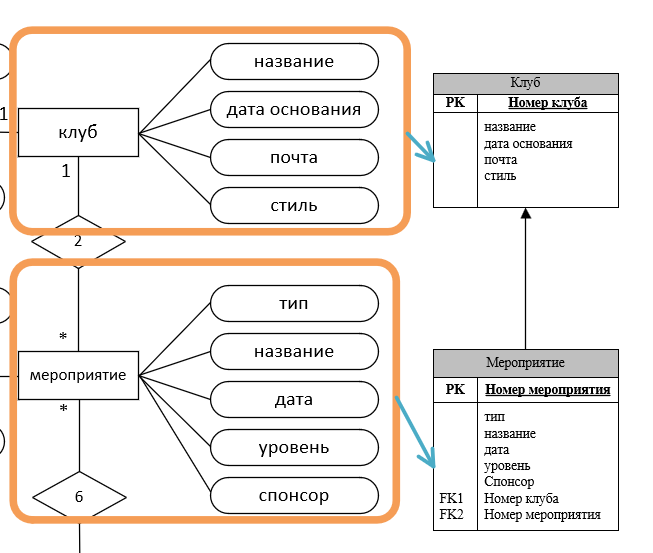 название
дата основания
1
клуб
почта
1
стиль
2
Клуб
PK Номер клуба
название
дата основания
почта
стиль
*
тип
название
мероприятие
дата
*
уровень
6
спонсор
Мероприятие
PK Номер мероприятия
тип
название
дата
уровень
Спонсор
FK1 Номер клуба
FK2 Номер мероприятия